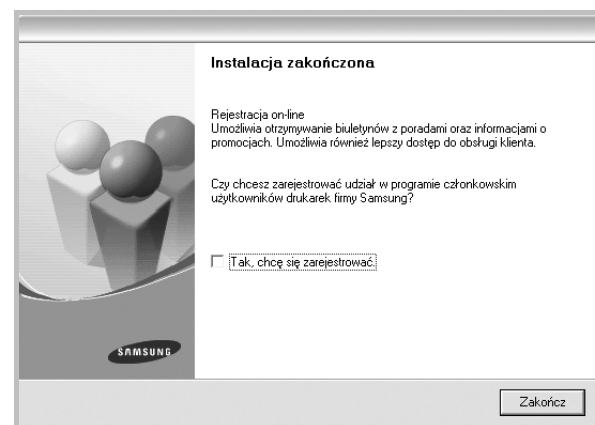 Instalacja zakończona
Rejestracja on-line
Umożliwia otrzymywanie biuletynów z poradami oraz informacjami o
promocjach. Umożliwia również lepszy dostęp do obsługi klienta.
Czy chcesz zarejestrować udział w programie członkowskim
użytkowników drukarek firmy Samsung?
Tak, chcę się zarejestrować.
SAMSUNG
Zakończ